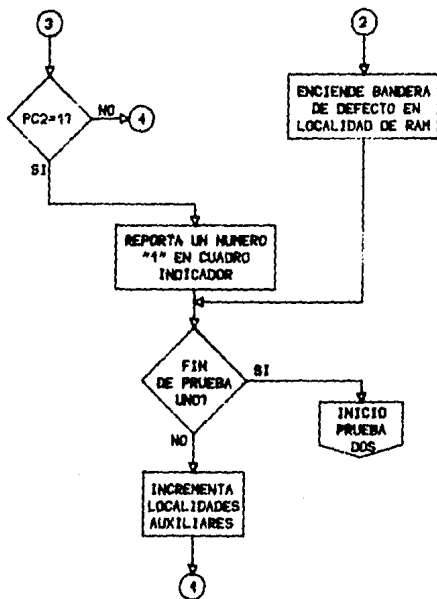 3
2
PC2=1?
NO
4
SI
ENCIENDE BANDERA
DE DEFECTO EN
LOCALIDAD DE RAM
REPORTA UN NUMERO
"1" EN CUADRO
INDICADOR
FIN
DE PRUEBA
UNO?
SI
NO
INICIO
PRUEBA
DOS
INCREMENTA
LOCALIDADES
AUXILIARES
1